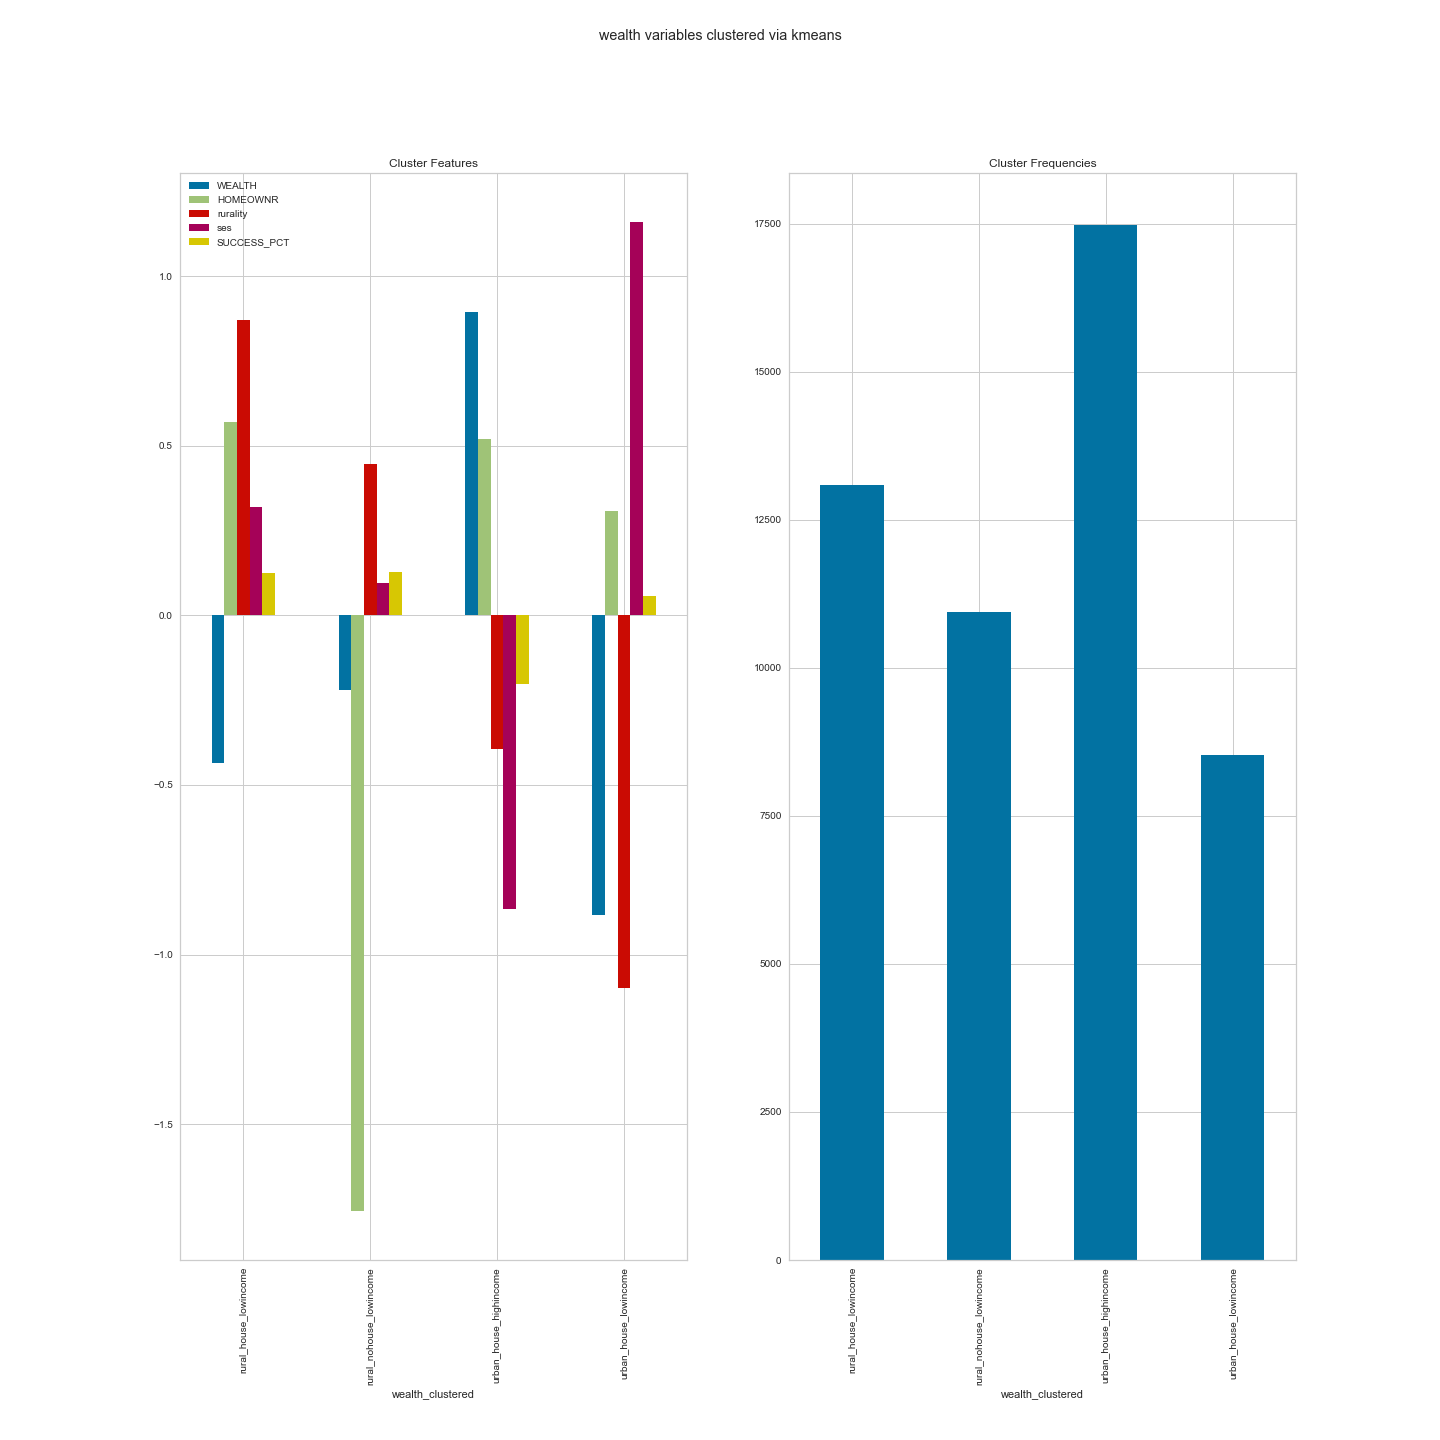 wealth variables clustered via kmeans
Cluster Features
WEALTH
HOMEOWNR
rurality
ses
SUCCESS_PCT
1.0
0.5
0.0
−0.5
−1.0
−1.5
rural_house_lowincome
rural_nohouse_lowincome
urban_house_highincome
urban_house_lowincome
wealth_clustered
Cluster Frequencies
17500
15000
12500
10000
7500
5000
2500
0
rural_house_lowincome
rural_nohouse_lowincome
urban_house_highincome
urban_house_lowincome
wealth_clustered